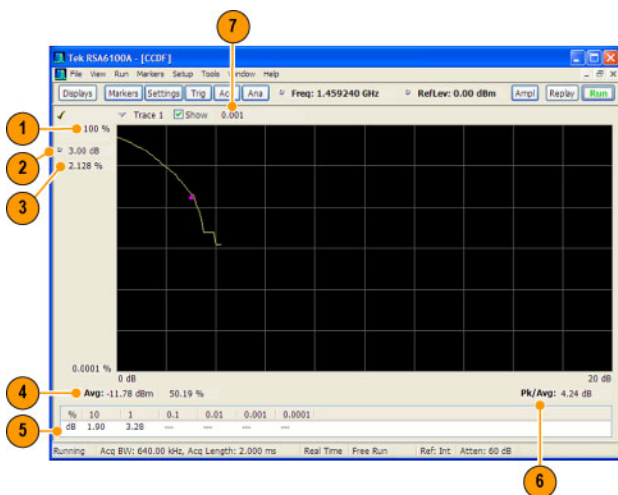 7
Tek RSA6100A - [CCDF]
File View Run Markers Setup Tools Window Help
Displays Markers Settings Trig Ana Freq: 1.459240 GHz RefLev: 0.00 dBm Ampl Replay Run
Trace 1 Show 0.001
1
100 %
2
3.00 dB
3
2.128 %
0.0001 %
0 dB
20 dB
4
Avg: -11.78 dBm 50.19 %
Pk/Avg: 4.24 dB
5
% 10 1 0.1 0.01 0.001 0.0001
dB 1.90 3.28 --- --- --- ---
Running Acq BW: 640.00 kHz, Acq Length: 2.000 ms Real Time Free Run Ref: Int Atten: 60 dB
6